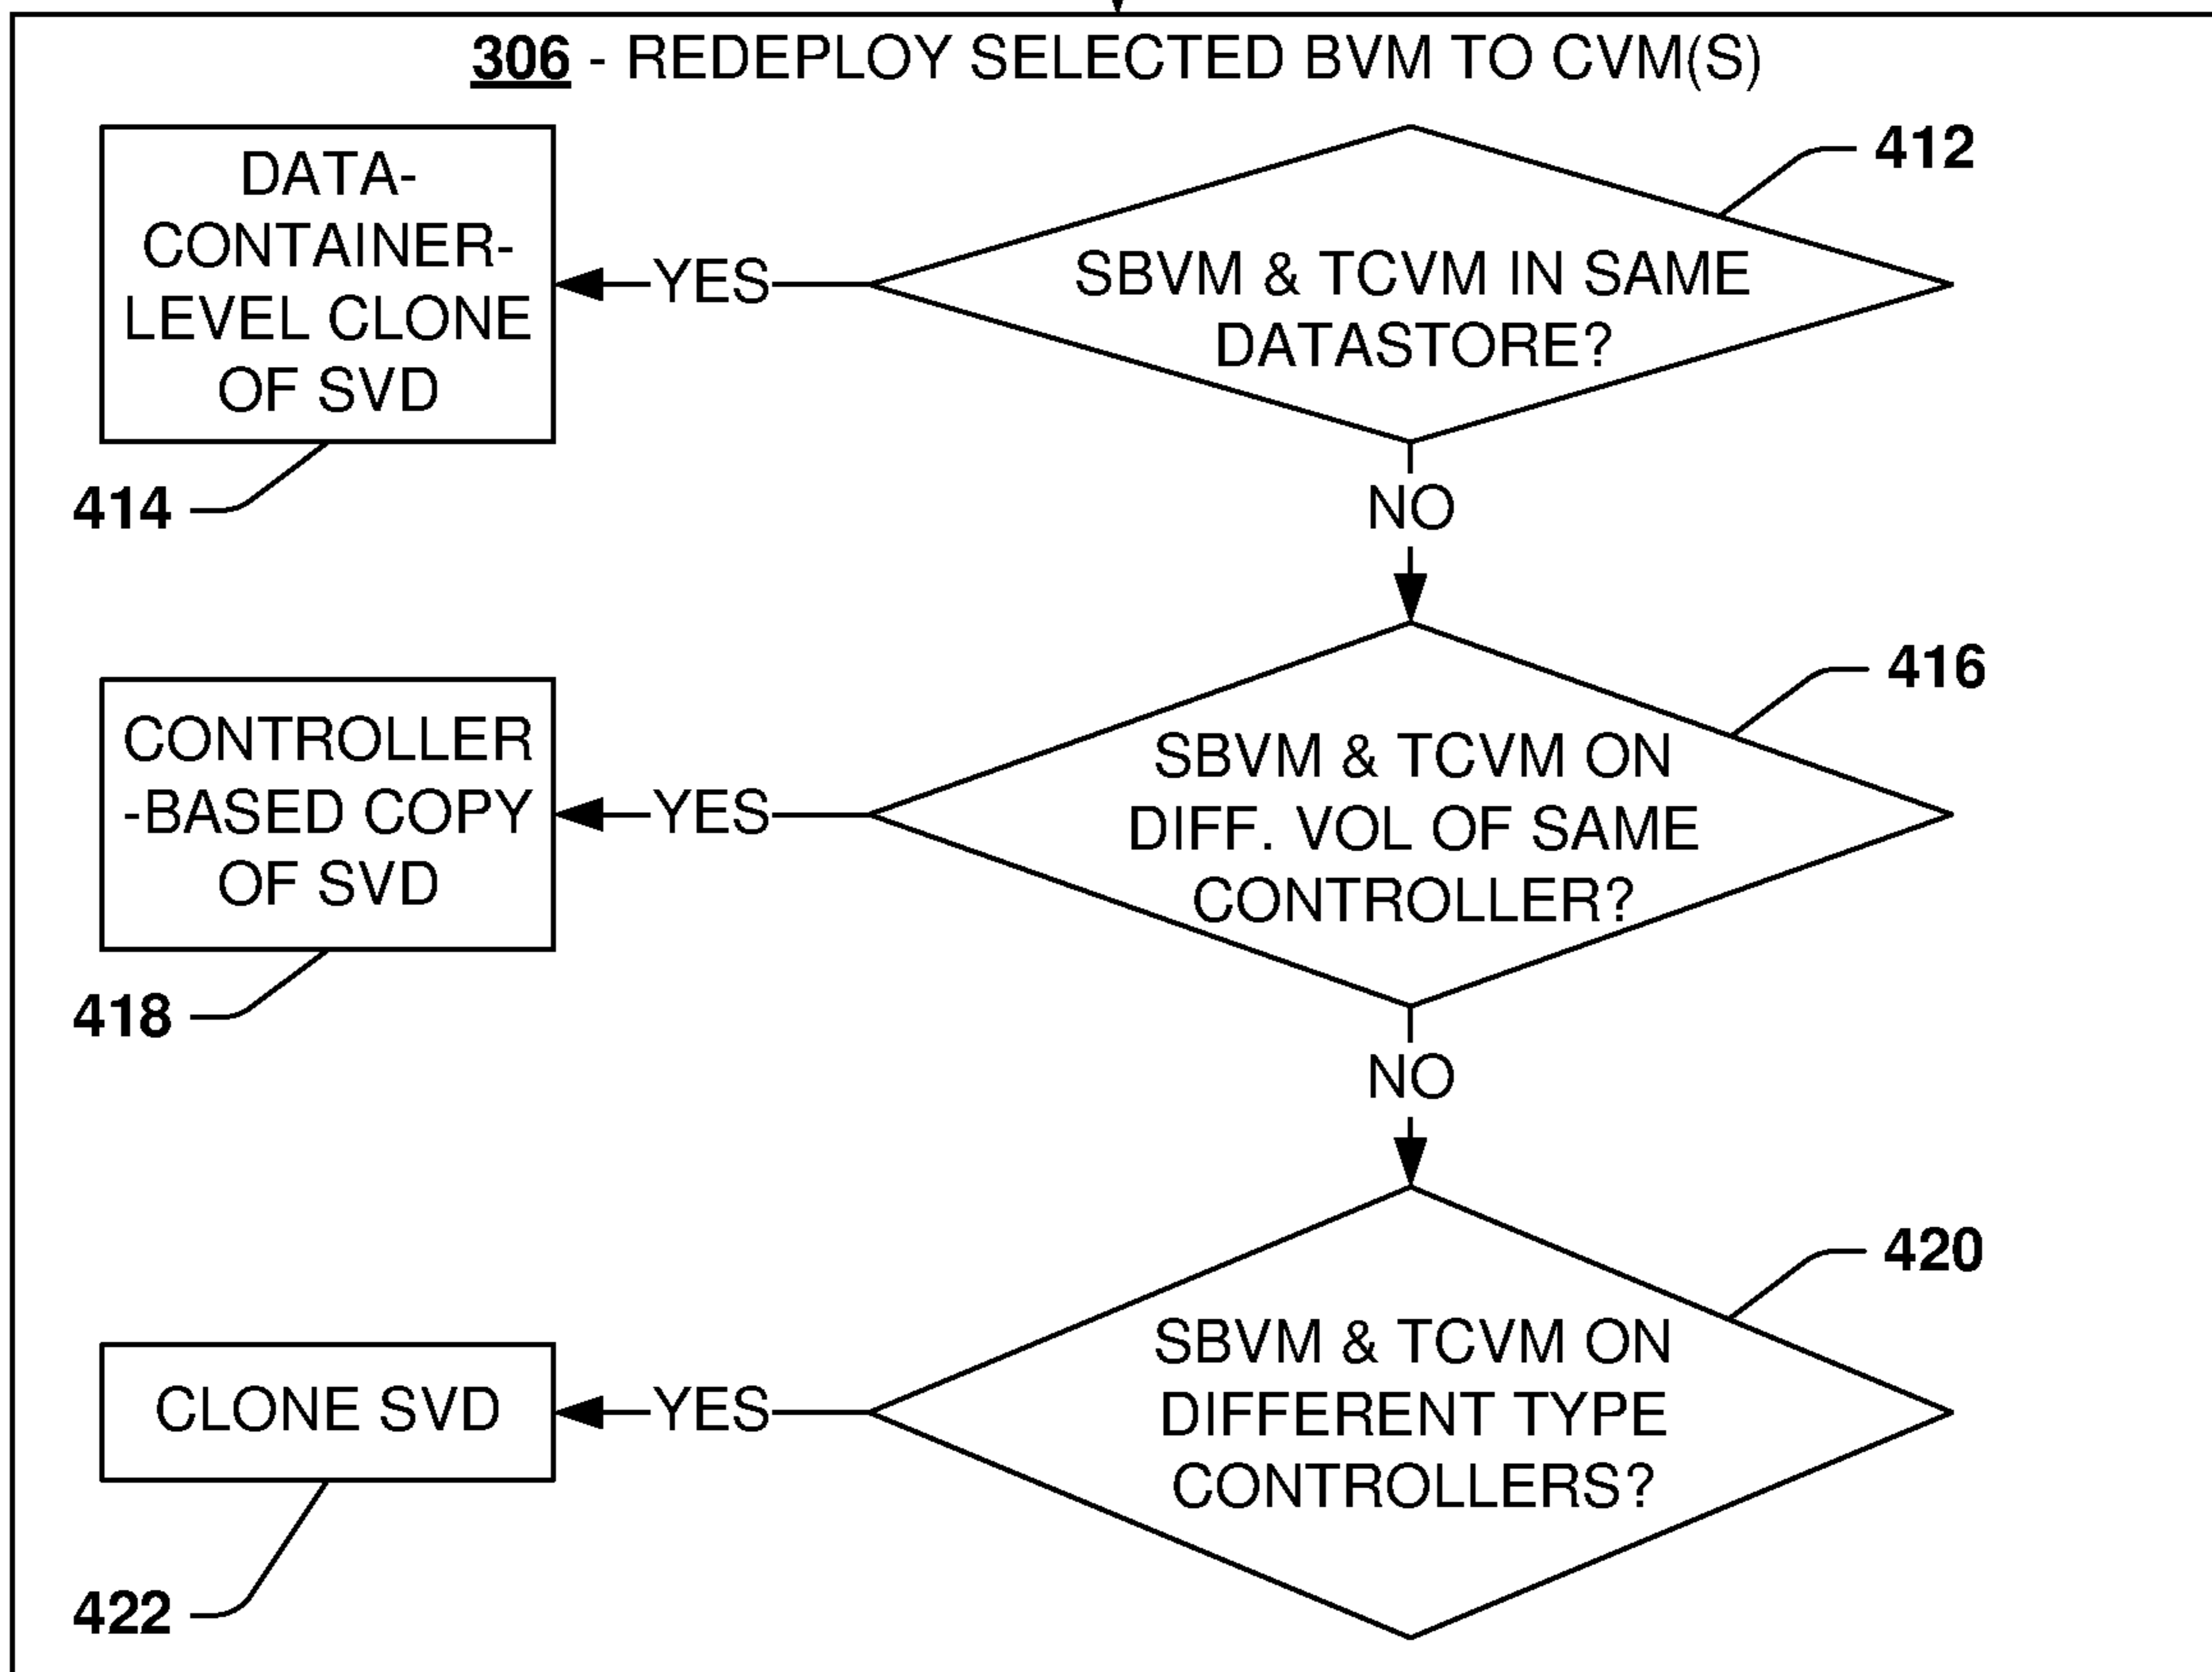 306 - REDEPLOY SELECTED BVM TO CVM(S)
DATA-
CONTAINER-
LEVEL CLONE
OF SVD
414
YES
SBVM & TCVM IN SAME
DATASTORE?
412
NO
CONTROLLER
-BASED COPY
OF SVD
418
YES
SBVM & TCVM ON
DIFF. VOL OF SAME
CONTROLLER?
416
NO
CLONE SVD
422
YES
SBVM & TCVM ON
DIFFERENT TYPE
CONTROLLERS?
420